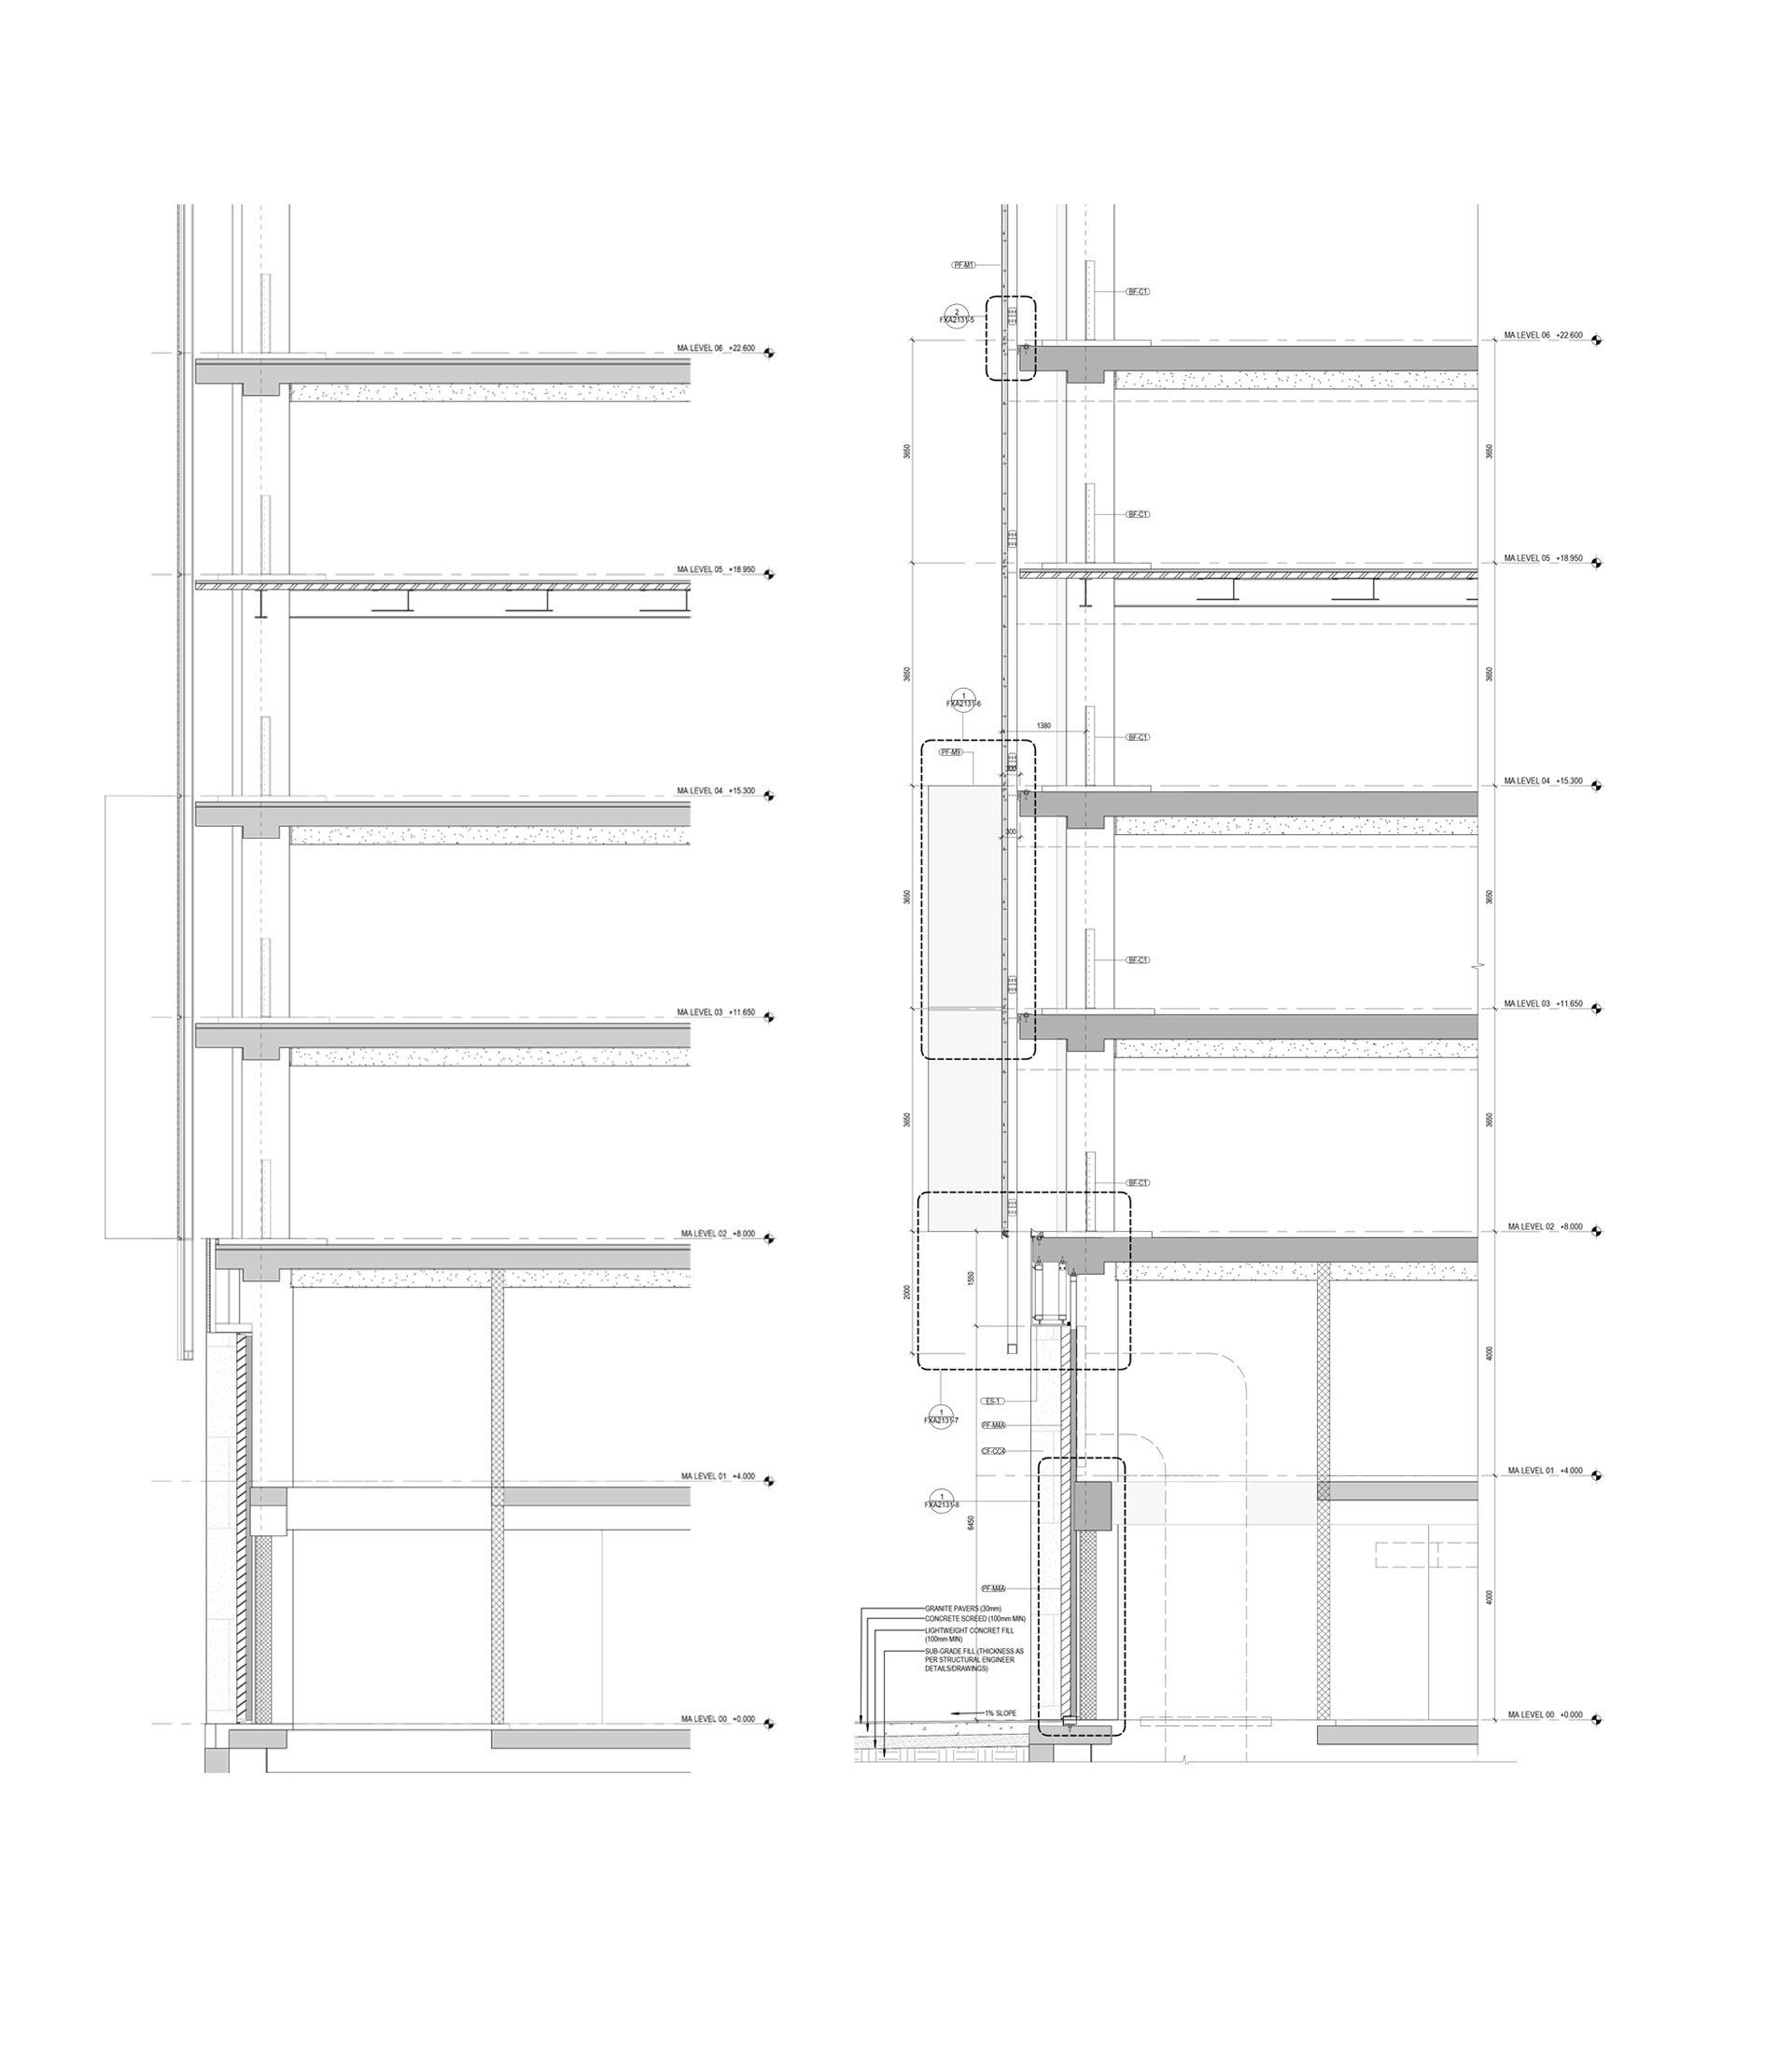 MA LEVEL 06 +22.600
MA LEVEL 05 +18.950
MA LEVEL 04 +15.300
MA LEVEL 03 +11.650
MA LEVEL 02 +8.000
MA LEVEL 01 +4.000
MA LEVEL 00 +0.000
PF-M1
BF-C1
2
FXA2131-5
MA LEVEL 06 +22.600
3650
3650
BF-C1
MA LEVEL 05 +18.950
3650
3650
1
FXA2131-6
BF-C1
1380
PF-M9
300
MA LEVEL 04 +15.300
300
3650
3650
BF-C1
MA LEVEL 03 +11.650
3650
3650
BF-C1
MA LEVEL 02 +8.000
2000
1550
4000
ES-1
1
FXA2131-7
PF-M4A
CF-CC4
MA LEVEL 01 +4.000
1
FXA2131-8
6450
PF-M4A
4000
GRANITE PAVERS (30mm)
CONCRETE SCREED (100mm MIN)
LIGHTWEIGHT CONCRET FILL
(100mm MIN)
SUB-GRADE FILL (THICKNESS AS
PER STRUCTURAL ENGINEER
DETAILS/DRAWINGS)
1% SLOPE
MA LEVEL 00 +0.000